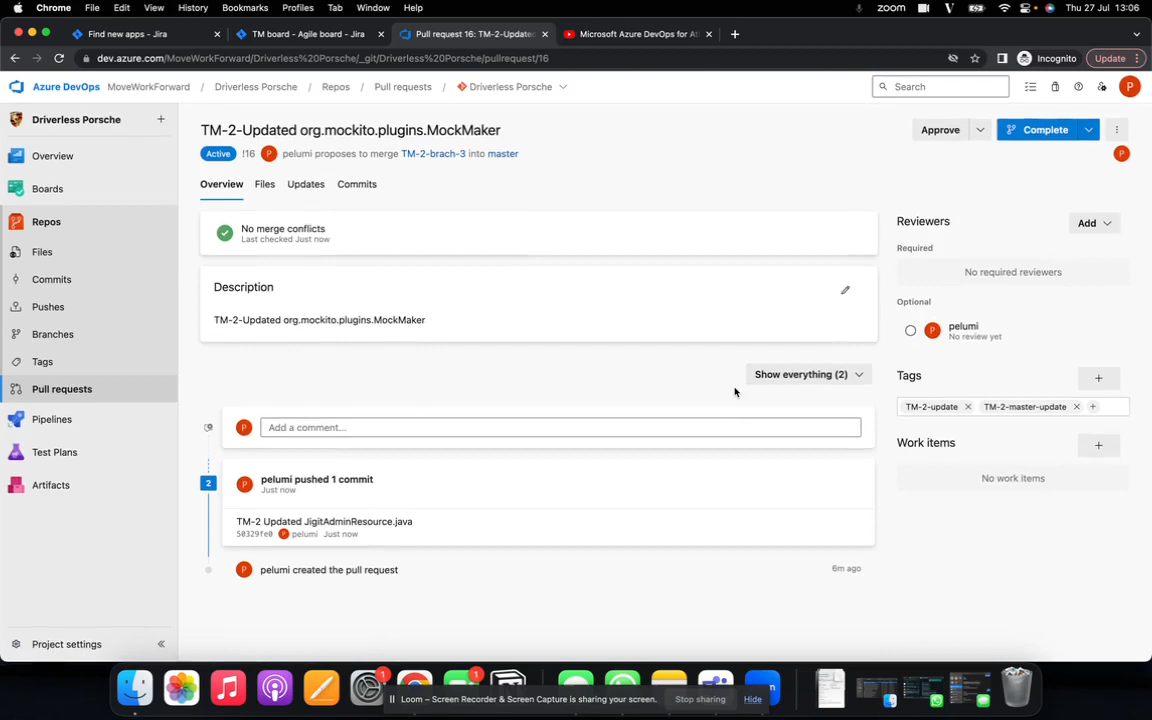 Chrome File Edit View History Bookmarks Profiles Tab Window Help zoom Thu 27 Jul 13:06
Find new apps - Jira TM board - Agile board - Jira Pull request 16: TM-2-Updated Microsoft Azure DevOps for At
dev.azure.com/MoveWorkForward/Driverless%20Porsche/_git/Driverless%20Porsche/pullrequest/16 Incognito Update
Azure DevOps MoveWorkForward / Driverless Porsche / Repos / Pull requests / Driverless Porsche Search P
Driverless Porsche
Overview
Boards
Repos
Files
Commits
Pushes
Branches
Tags
Pull requests
Pipelines
Test Plans
Artifacts
Project settings
TM-2-Updated org.mockito.plugins.MockMaker
Approve Complete
Active !16 P pelumi proposes to merge TM-2-brach-3 into master P
Overview Files Updates Commits
No merge conflicts
Last checked Just now
Description
TM-2-Updated org.mockito.plugins.MockMaker
Show everything (2)
P Add a comment...
2 P pelumi pushed 1 commit
Just now
TM-2 Updated JigitAdminResource.java
50329fe0 P pelumi Just now
P pelumi created the pull request 6m ago
Reviewers Add
Required
No required reviewers
Optional
P pelumi
No review yet
Tags
TM-2-update TM-2-master-update
Work items
No work items
1 1
Loom – Screen Recorder & Screen Capture is sharing your screen. Stop sharing Hide